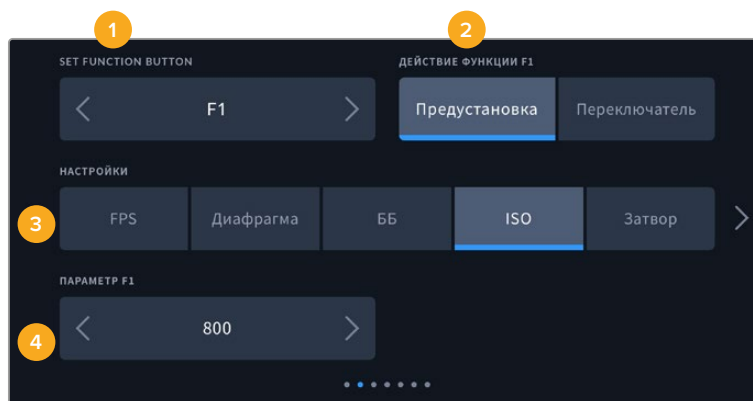 1 2
SET FUNCTION BUTTON ДЕЙСТВИЕ ФУНКЦИИ F1
F1 Предустановка Переключатель
НАСТРОЙКИ
3 FPS Диафрагма ББ ISO Затвор
ПАРАМЕТР F1
4 800